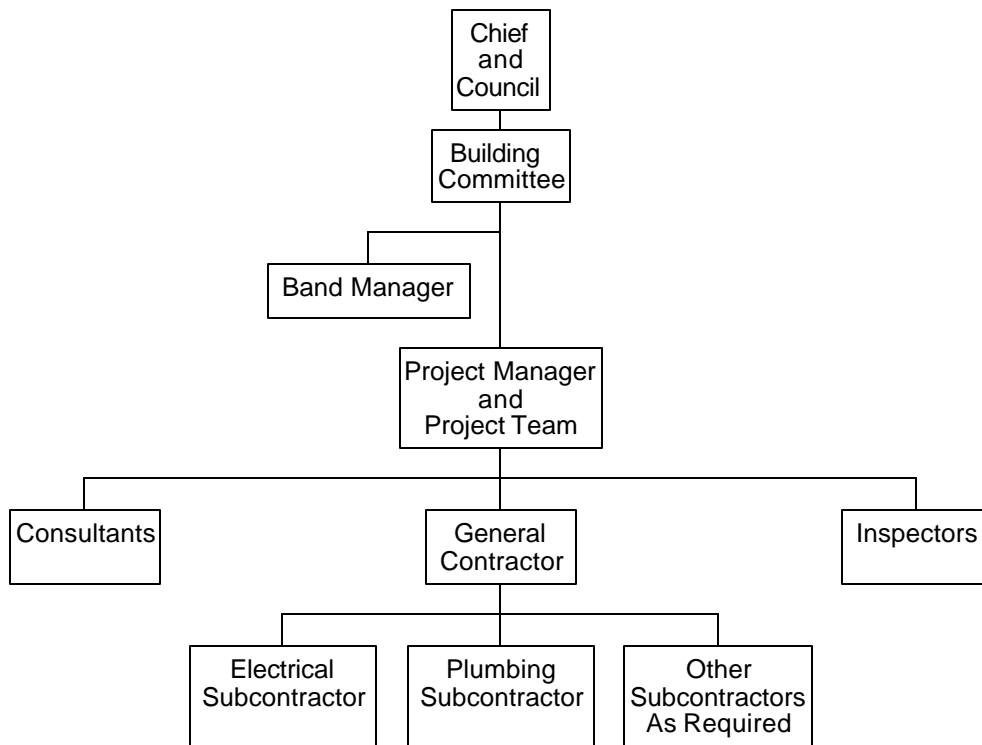 Chief
and
Council
Building
Committee
Band Manager
Project Manager
and
Project Team
Consultants
General
Contractor
Inspectors
Electrical
Subcontractor
Plumbing
Subcontractor
Other
Subcontractors
As Required